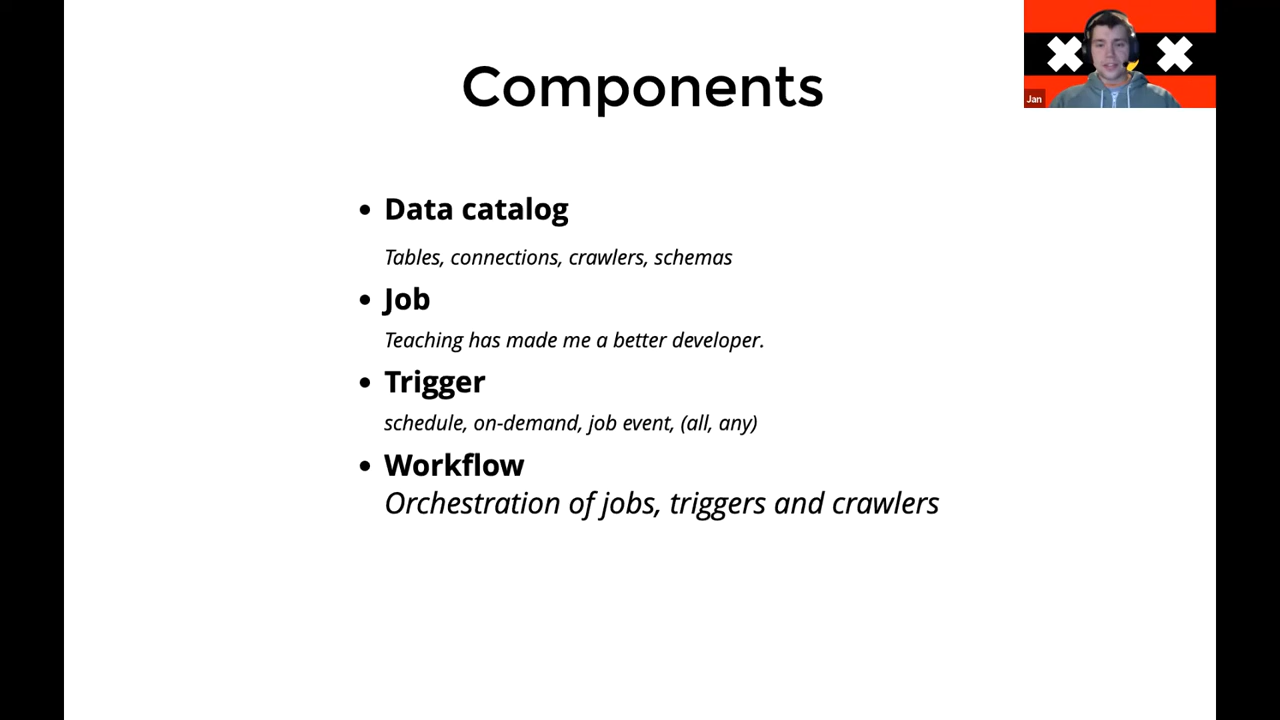 Components
Jan
• Data catalog
Tables, connections, crawlers, schemas
• Job
Teaching has made me a better developer.
• Trigger
schedule, on-demand, job event, (all, any)
• Workflow
Orchestration of jobs, triggers and crawlers